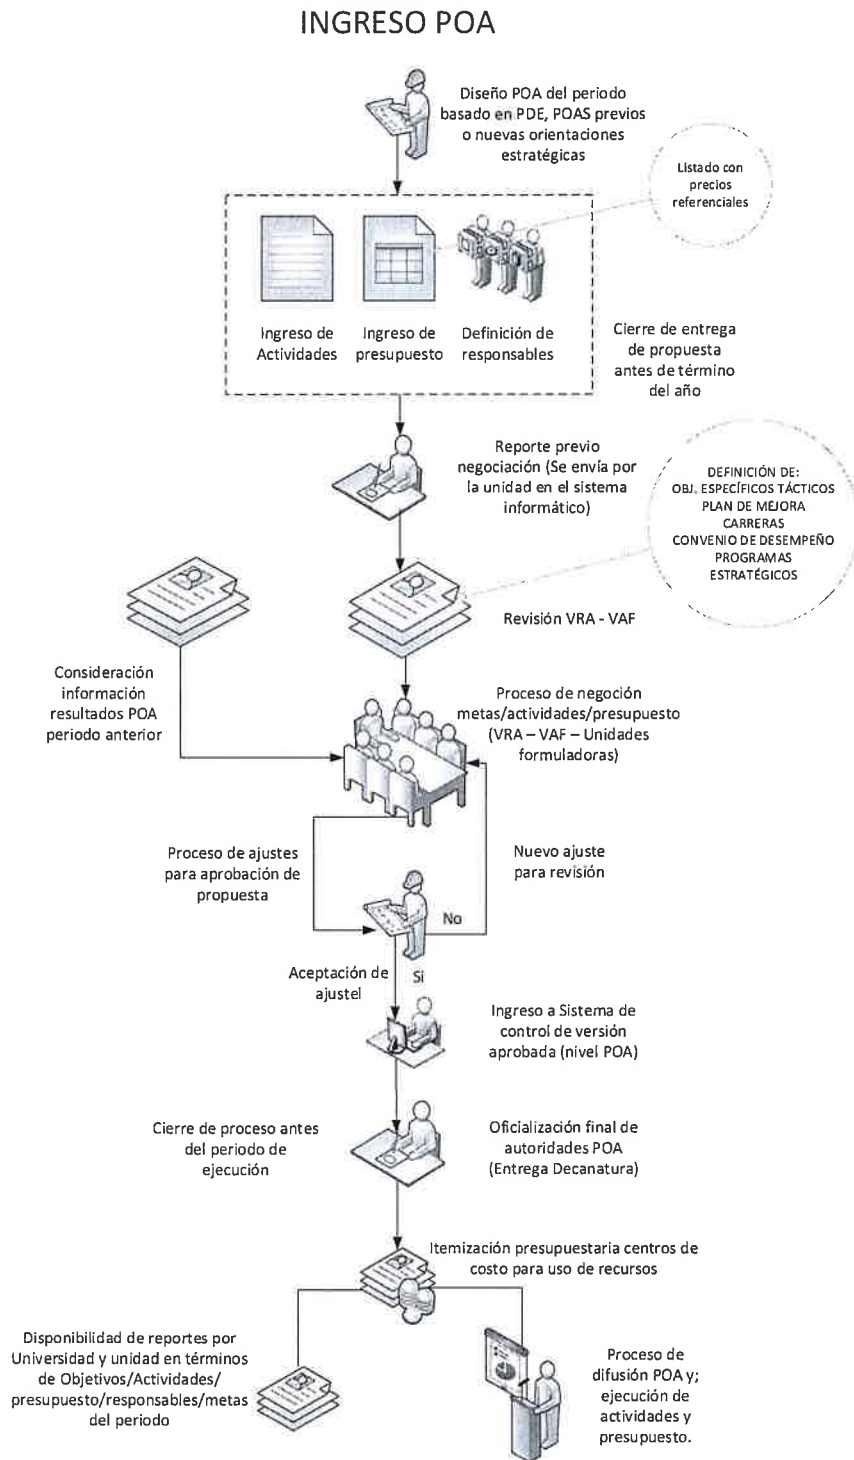 INGRESO POA
Diseño POA del periodo
basado en PDE, POAS previos
o nuevas orientaciones
estratégicas
Listado con
precios
referenciales
Ingreso de
Actividades
Ingreso de
presupuesto
Definición de
responsables
Cierre de entrega
de propuesta
antes de término
del año
Reporte previo
negociación (Se envía por
la unidad en el sistema
informático)
DEFINICIÓN DE:
OBJ. ESPECÍFICOS TÁCTICOS
PLAN DE MEJORA
CARRERAS
CONVENIO DE DESEMPEÑO
PROGRAMAS
ESTRATÉGICOS
Revisión VRA - VAF
Consideración
información
resultados POA
periodo anterior
Proceso de negoción
metas/actividades/presupuesto
(VRA – VAF – Unidades
formuladoras)
Proceso de ajustes
para aprobación de
propuesta
Nuevo ajuste
para revisión
No
Si
Aceptación de
ajustel
Ingreso a Sistema de
control de versión
aprobada (nivel POA)
Cierre de proceso antes
del periodo de
ejecución
Oficialización final de
autoridades POA
(Entrega Decanatura)
Itemización presupuestaria centros de
costo para uso de recursos
Disponibilidad de reportes por
Universidad y unidad en términos
de Objetivos/Actividades/
presupuesto/responsables/metas
del periodo
Proceso de
difusión POA y;
ejecución de
actividades y
presupuesto.